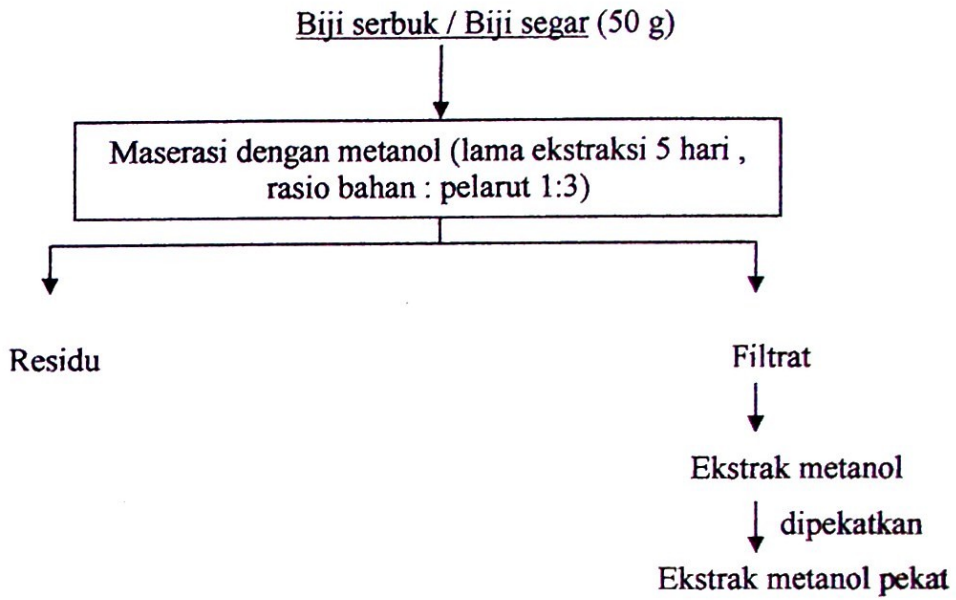 Biji serbuk / Biji segar (50 g)
Maserasi dengan metanol (lama ekstraksi 5 hari ,
rasio bahan : pelarut 1:3)
Residu
Filtrat
Ekstrak metanol
dipekatkan
Ekstrak metanol pekat